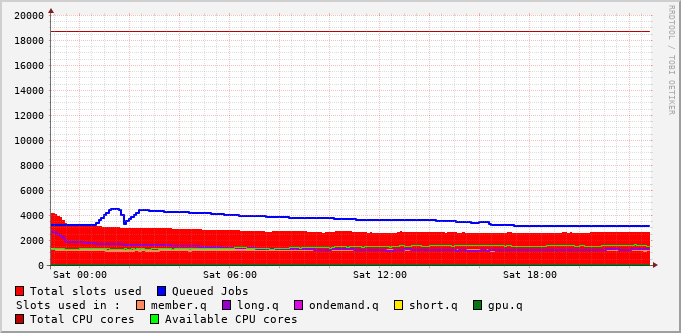 20000
18000
16000
14000
12000
10000
8000
6000
4000
2000
0
Sat 00:00 Sat 06:00 Sat 12:00 Sat 18:00
RRDTOOL / TOBI OETIKER
Total slots used Queued Jobs
Slots used in : member.q long.q ondemand.q short.q gpu.q
Total CPU cores Available CPU cores